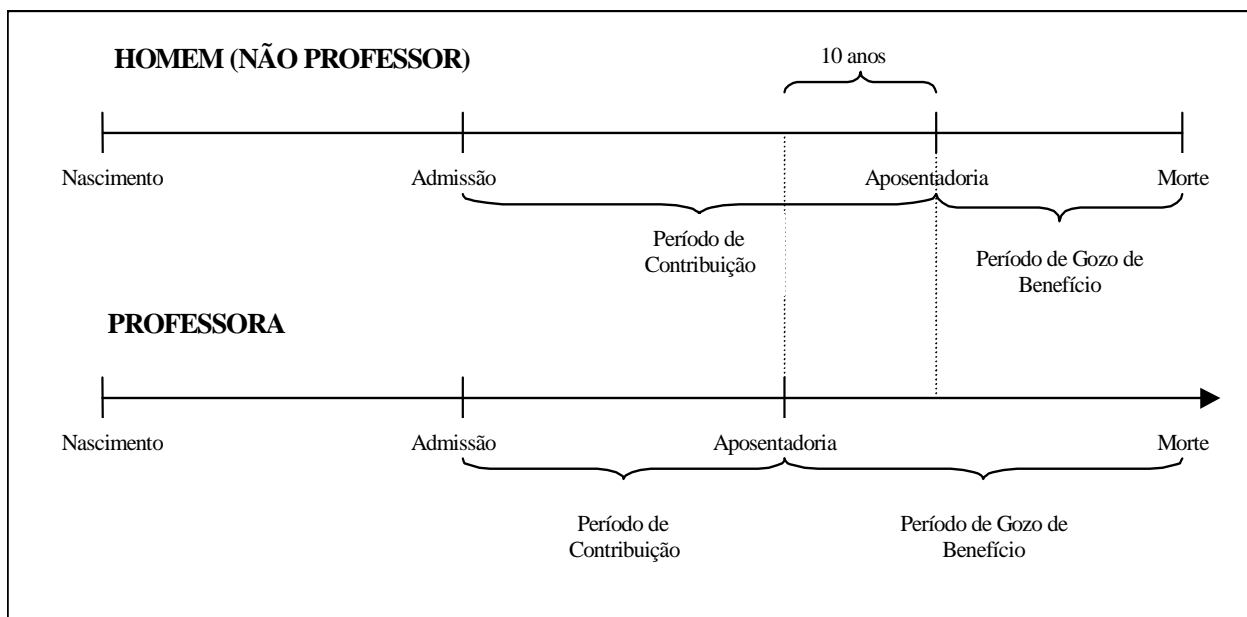 HOMEM (NÃO PROFESSOR)
10 anos
Nascimento
Admissão
Aposentadoria
Morte
Período de
Contribuição
Período de Gozo de
Benefício
PROFESSORA
Nascimento
Admissão
Aposentadoria
Morte
Período de
Contribuição
Período de Gozo de
Benefício